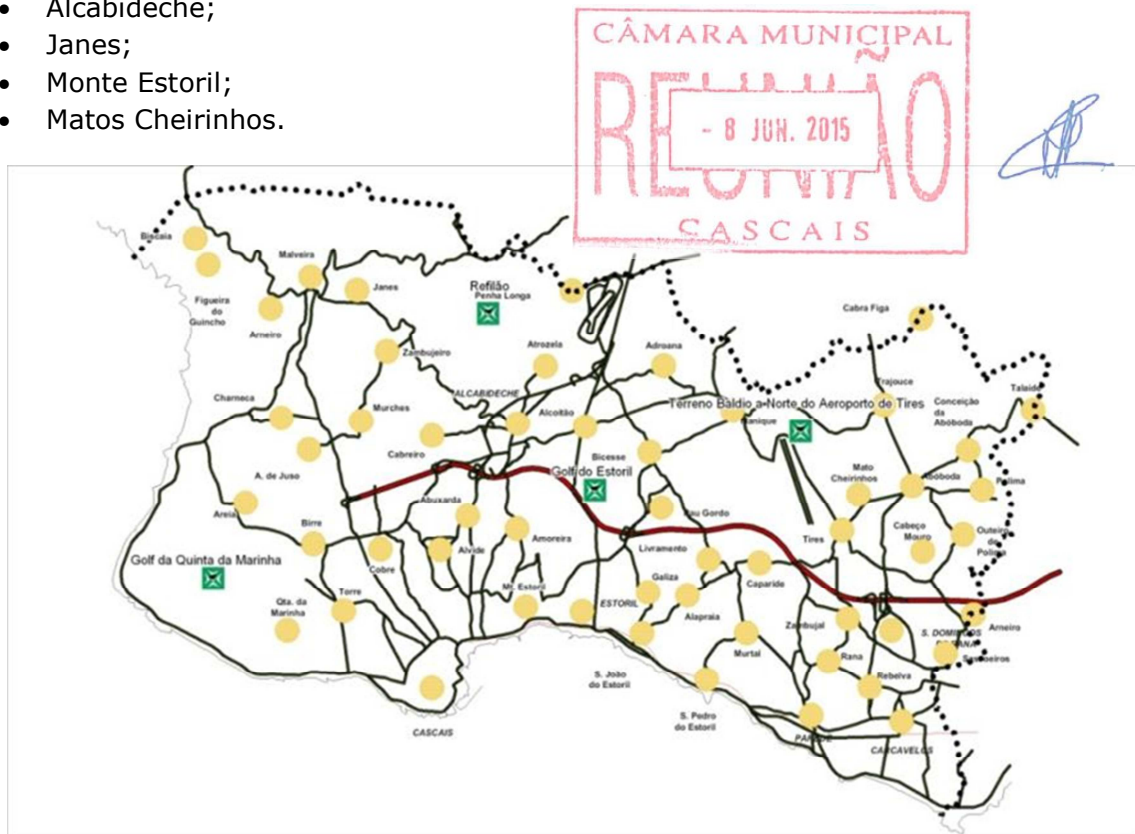 Alcabideche;
Janes;
Monte Estoril;
Matos Cheirinhos.
CÂMARA MUNICIPAL
REUNIÃO
- 8 JUN. 2015
CASCAIS
Biscaia
Malveira
Janes
Refilão
Penha Longa
Figueira
do
Guincho
Arneiro
Cabra Figa
Zambujeiro
Atrozela
Adroana
Trajouce
Talaíde
Charneca
ALCABIDECHE
Murches
Alcoitão
Terreno Baldio a Norte do Aeroporto de Tires
Manique
Conceição
da
Abóboda
Cabreiro
Bicesse
Golf do Estoril
A. de Juso
Mato
Cheirinhos
Abóboda
Polima
Areia
Abuxarda
Pau Gordo
Birre
Amoreira
Tires
Cabeço
Mouro
Outeiro
de
Polima
Golf da Quinta da Marinha
Cobre
Alvide
Livramento
Galiza
Caparide
Mt. Estoril
Qta. da
Marinha
Torre
ESTORIL
Alapraia
Zambujal
S. DOMINGOS
DE RANA
Arneiro
Murtal
Rana
Rebelva
S. João
do Estoril
S. Pedro
do Estoril
CASCAIS
PAREDE
CARCAVELOS